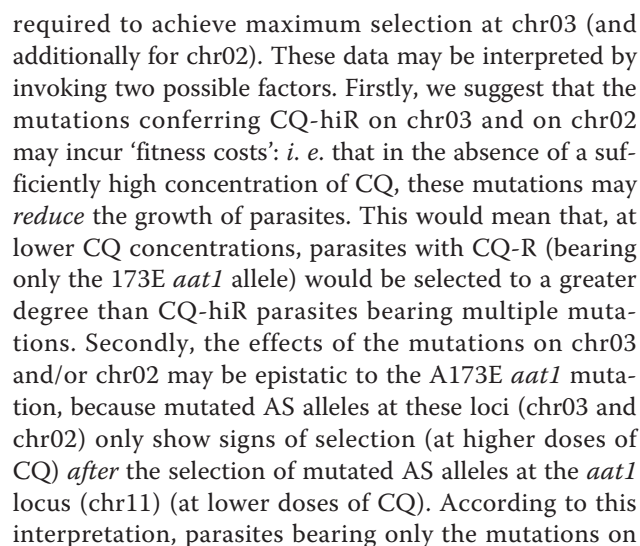 required to achieve maximum selection at chr03 (and
additionally for chr02). These data may be interpreted by
invoking two possible factors. Firstly, we suggest that the
mutations conferring CQ-hiR on chr03 and on chr02
may incur ‘fitness costs’: i. e. that in the absence of a suf-
ficiently high concentration of CQ, these mutations may
reduce the growth of parasites. This would mean that, at
lower CQ concentrations, parasites with CQ-R (bearing
only the 173E aat1 allele) would be selected to a greater
degree than CQ-hiR parasites bearing multiple muta-
tions. Secondly, the effects of the mutations on chr03
and/or chr02 may be epistatic to the A173E aat1 muta-
tion, because mutated AS alleles at these loci (chr03 and
chr02) only show signs of selection (at higher doses of
CQ) after the selection of mutated AS alleles at the aat1
locus (chr11) (at lower doses of CQ). According to this
interpretation, parasites bearing only the mutations on